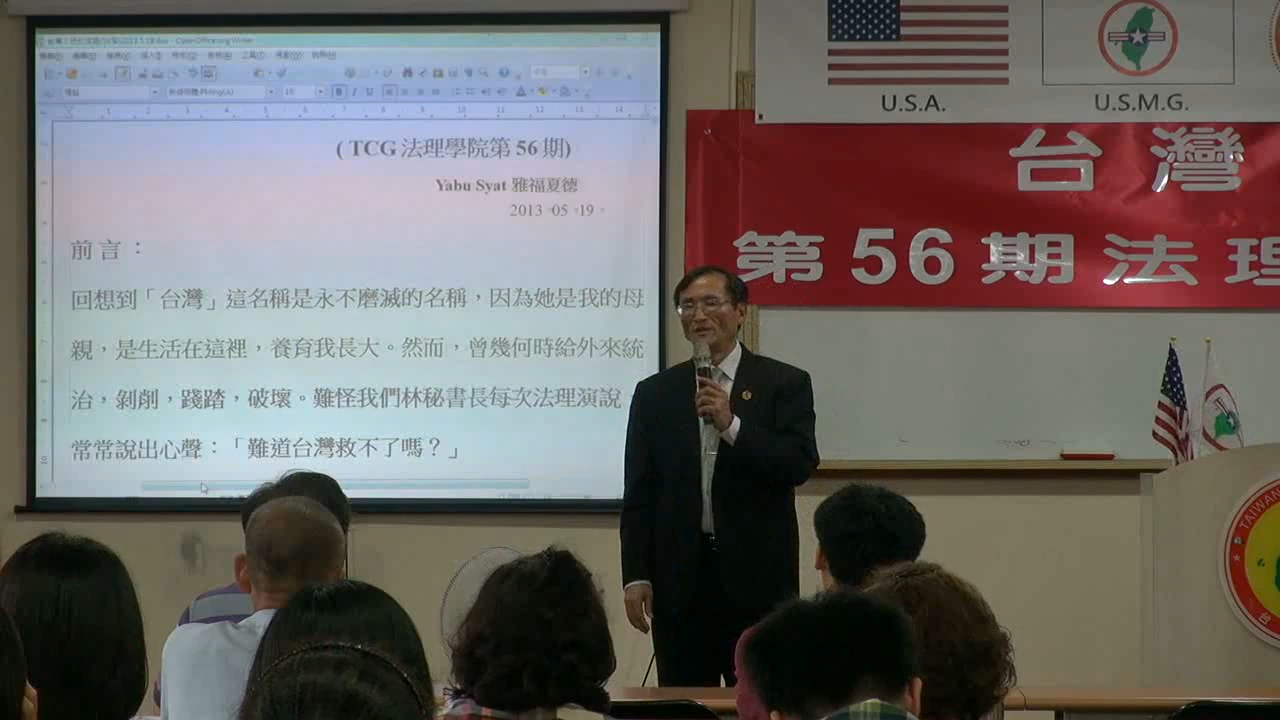 ( TCG 法理學院第 56 期)
Yabu Syat 雅福夏德
2013 05 19
前言：
回想到「台灣」這名稱是永不磨滅的名稱，因為她是我的母
親，是生活在這裡，養育我長大。然而，曾幾何時給外來統
治，剝削，踐踏，破壞。難怪我們林秘書長每次法理演說
常常說出心聲：「難道台灣救不了嗎？」
U.S.A.
U.S.M.G.
台灣
第56期法理
TAIWAN
台